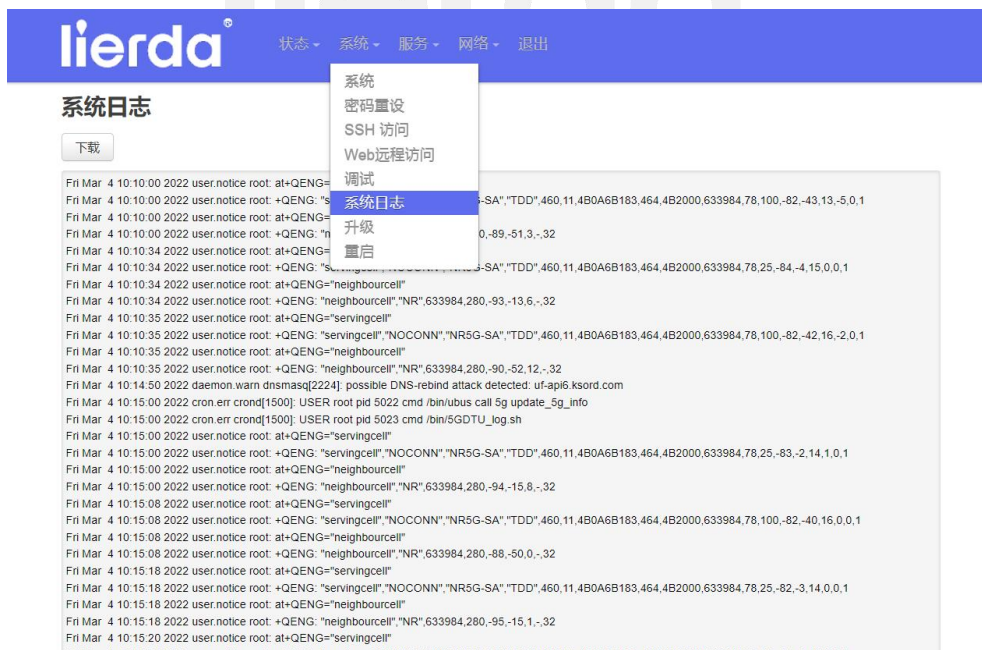 lierda®
状态 系统 服务 网络 退出
系统
密码重设
SSH 访问
Web远程访问
调试
系统日志
升级
重启
系统日志
下载
Fri Mar 4 10:10:00 2022 user.notice root: at+QENG=
Fri Mar 4 10:10:00 2022 user.notice root: +QENG: "s G-SA","TDD",460,11,4B0A6B183,464,4B2000,633984,78,100,-82,-43,13,-5,0,1
Fri Mar 4 10:10:00 2022 user.notice root: at+QENG=
Fri Mar 4 10:10:00 2022 user.notice root: +QENG: "n 0,-89,-51,3,-,32
Fri Mar 4 10:10:34 2022 user.notice root: at+QENG=
Fri Mar 4 10:10:34 2022 user.notice root: +QENG: "servingcell","NOCONN","NR5G-SA","TDD",460,11,4B0A6B183,464,4B2000,633984,78,25,-84,-4,15,0,0,1
Fri Mar 4 10:10:34 2022 user.notice root: at+QENG="neighbourcell"
Fri Mar 4 10:10:34 2022 user.notice root: +QENG: "neighbourcell","NR",633984,280,-93,-13,6,-,32
Fri Mar 4 10:10:35 2022 user.notice root: at+QENG="servingcell"
Fri Mar 4 10:10:35 2022 user.notice root: +QENG: "servingcell","NOCONN","NR5G-SA","TDD",460,11,4B0A6B183,464,4B2000,633984,78,100,-82,-42,16,-2,0,1
Fri Mar 4 10:10:35 2022 user.notice root: at+QENG="neighbourcell"
Fri Mar 4 10:10:35 2022 user.notice root: +QENG: "neighbourcell","NR",633984,280,-90,-52,12,-,32
Fri Mar 4 10:14:50 2022 daemon.warn dnsmasq[2224]: possible DNS-rebind attack detected: uf-api6.ksord.com
Fri Mar 4 10:15:00 2022 cron.err crond[1500]: USER root pid 5022 cmd /bin/ubus call 5g update_5g_info
Fri Mar 4 10:15:00 2022 cron.err crond[1500]: USER root pid 5023 cmd /bin/5GDTU_log.sh
Fri Mar 4 10:15:00 2022 user.notice root: at+QENG="servingcell"
Fri Mar 4 10:15:00 2022 user.notice root: +QENG: "servingcell","NOCONN","NR5G-SA","TDD",460,11,4B0A6B183,464,4B2000,633984,78,25,-83,-2,14,1,0,1
Fri Mar 4 10:15:00 2022 user.notice root: at+QENG="neighbourcell"
Fri Mar 4 10:15:00 2022 user.notice root: +QENG: "neighbourcell","NR",633984,280,-94,-15,8,-,32
Fri Mar 4 10:15:08 2022 user.notice root: at+QENG="servingcell"
Fri Mar 4 10:15:08 2022 user.notice root: +QENG: "servingcell","NOCONN","NR5G-SA","TDD",460,11,4B0A6B183,464,4B2000,633984,78,100,-82,-40,16,0,0,1
Fri Mar 4 10:15:08 2022 user.notice root: at+QENG="neighbourcell"
Fri Mar 4 10:15:08 2022 user.notice root: +QENG: "neighbourcell","NR",633984,280,-88,-50,0,-,32
Fri Mar 4 10:15:18 2022 user.notice root: at+QENG="servingcell"
Fri Mar 4 10:15:18 2022 user.notice root: +QENG: "servingcell","NOCONN","NR5G-SA","TDD",460,11,4B0A6B183,464,4B2000,633984,78,25,-82,-3,14,0,0,1
Fri Mar 4 10:15:18 2022 user.notice root: at+QENG="neighbourcell"
Fri Mar 4 10:15:18 2022 user.notice root: +QENG: "neighbourcell","NR",633984,280,-95,-15,1,-,32
Fri Mar 4 10:15:20 2022 user.notice root: at+QENG="servingcell"